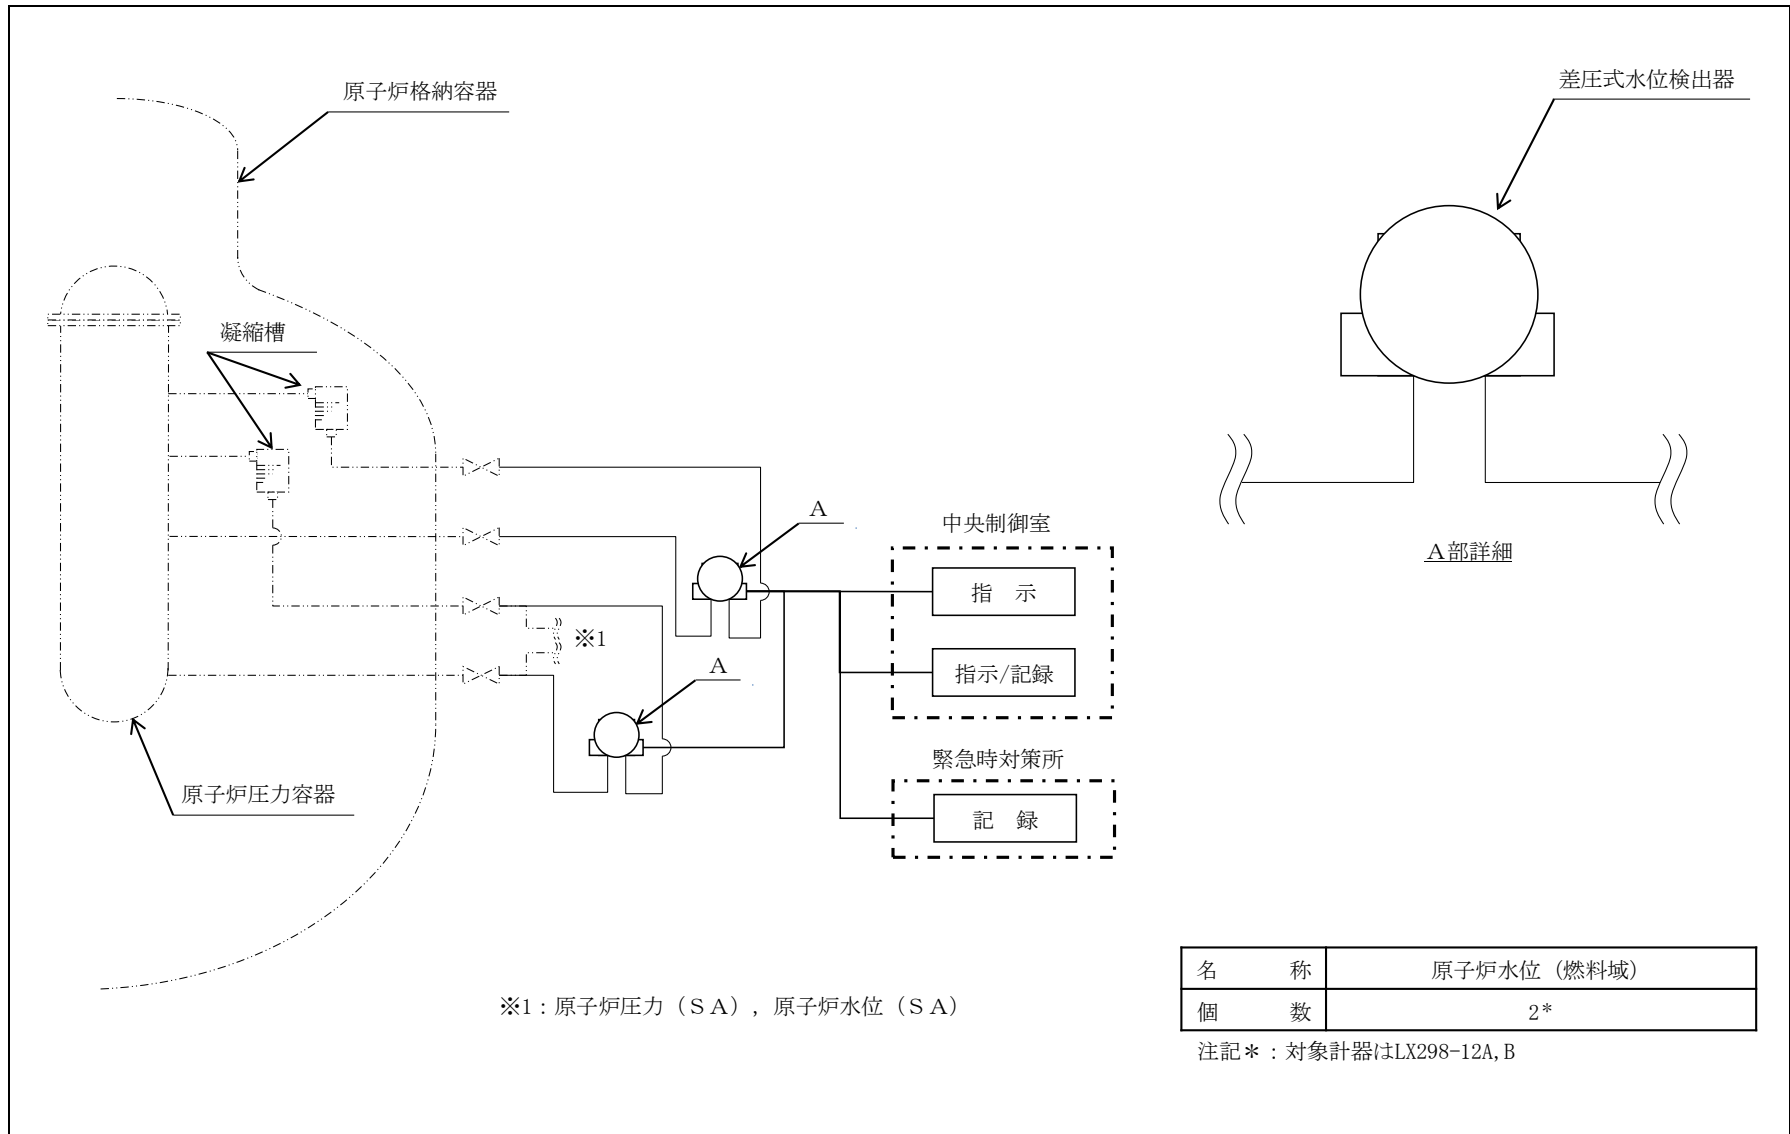 原子炉格納容器
差圧式水位検出器
凝縮槽
A
中央制御室
A部詳細
指 示
※1
指示/記録
A
緊急時対策所
原子炉圧力容器
記 録
名 称 原子炉水位（燃料域）
個 数 2*
※1：原子炉圧力（ＳＡ），原子炉水位（ＳＡ）
注記＊：対象計器はLX298-12A,B